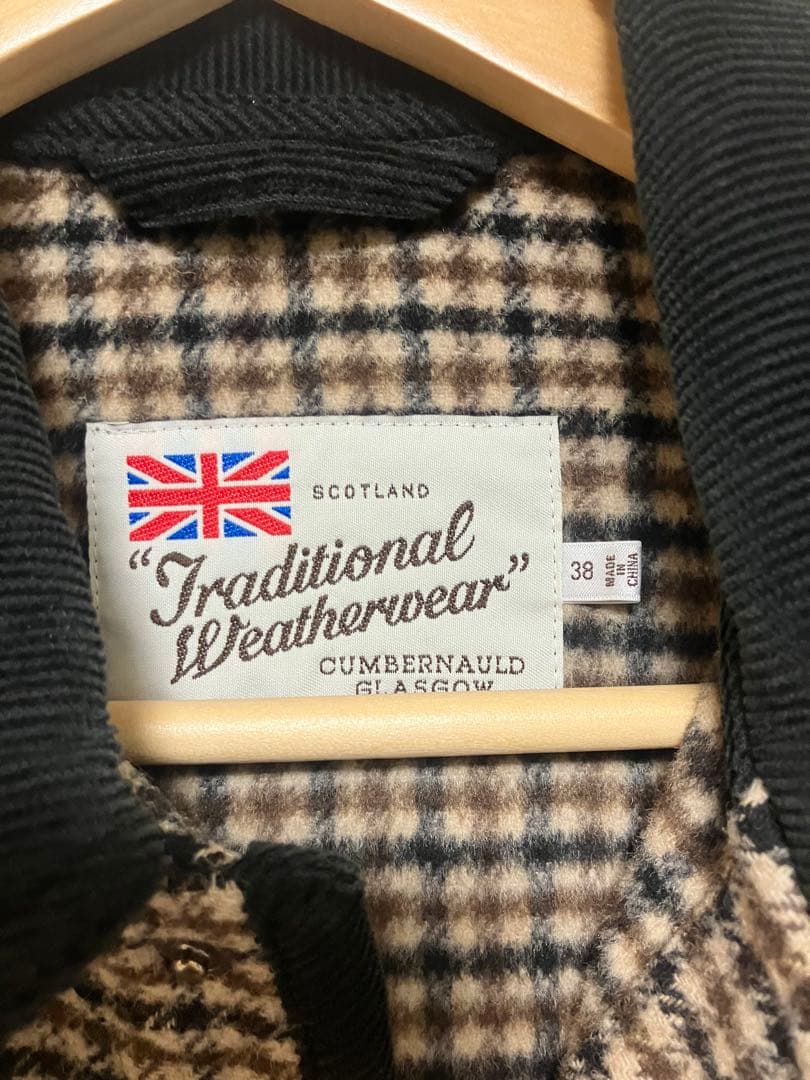 SCOTLAND
"Traditional
Weatherwear"
CUMBERNAULD
GLASGOW
38
MADE
IN
CHINA